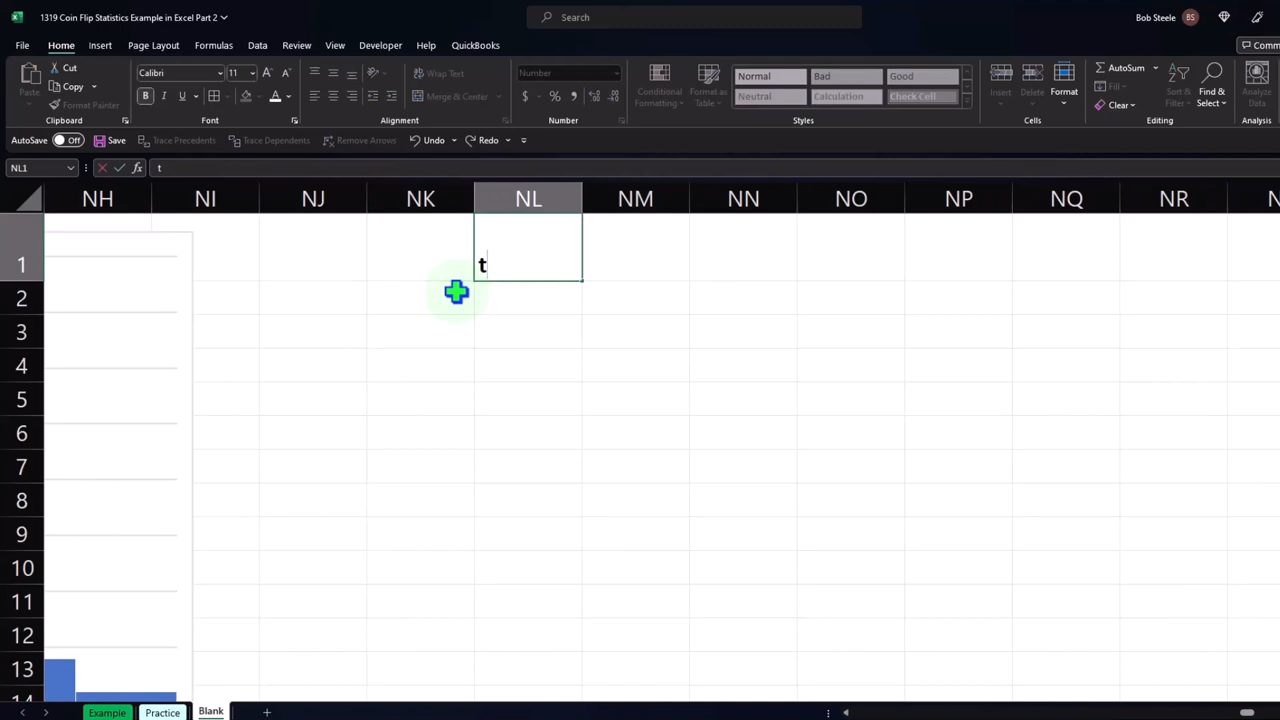 1319 Coin Flip Statistics Example in Excel Part 2
Search
Bob Steele BS
File Home Insert Page Layout Formulas Data Review View Developer Help QuickBooks
Paste
Cut
Copy
Format Painter
Clipboard
Calibri 11
B I U
Font
Wrap Text
Merge & Center
Alignment
Number
$ %
Number
Conditional Formatting
Format as Table
Normal Bad Good
Neutral Calculation Check Cell
Styles
Insert Delete Format
Cells
AutoSum
Fill
Clear
Sort & Filter
Find & Select
Editing
Analyze Data
Analysis
AutoSave Off Save Trace Precedents Trace Dependents Remove Arrows Undo Redo
NL1 fx t
NH NI NJ NK NL NM NN NO NP NQ NR
1 t
2
3
4
5
6
7
8
9
10
11
12
13
Example Practice Blank